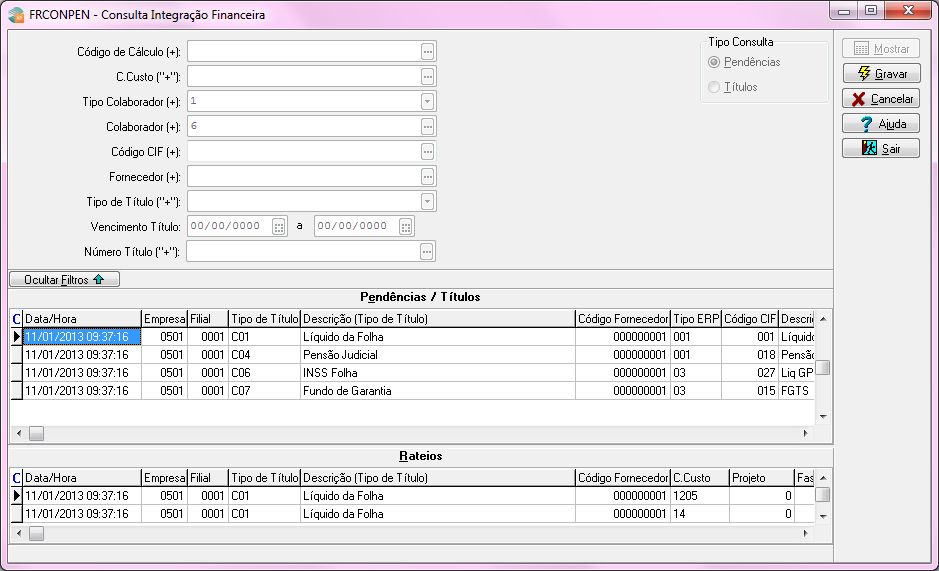 FRCONPEN - Consulta Integração Financeira
Código de Cálculo (+):
C.Custo ("+"):
Tipo Colaborador (+): 1
Colaborador (+): 6
Código CIF (+):
Fornecedor (+):
Tipo de Título ("+"):
Vencimento Título: 00/00/0000 a 00/00/0000
Número Título ("+"):
Tipo Consulta
Pendências
Títulos
Mostrar
Gravar
Cancelar
Ajuda
Sair
Ocultar Filtros
Pendências / Títulos
C Data/Hora Empresa Filial Tipo de Título Descrição (Tipo de Título) Código Fornecedor Tipo ERP Código CIF Descri
11/01/2013 09:37:16 0501 0001 C01 Líquido da Folha 000000001 001 001 Líquido
11/01/2013 09:37:16 0501 0001 C04 Pensão Judicial 000000001 001 018 Pensão
11/01/2013 09:37:16 0501 0001 C06 INSS Folha 000000001 03 027 Liq GP
11/01/2013 09:37:16 0501 0001 C07 Fundo de Garantia 000000001 03 015 FGTS
Rateios
C Data/Hora Empresa Filial Tipo de Título Descrição (Tipo de Título) Código Fornecedor C.Custo Projeto Fas
11/01/2013 09:37:16 0501 0001 C01 Líquido da Folha 000000001 1205 0
11/01/2013 09:37:16 0501 0001 C01 Líquido da Folha 000000001 14 0